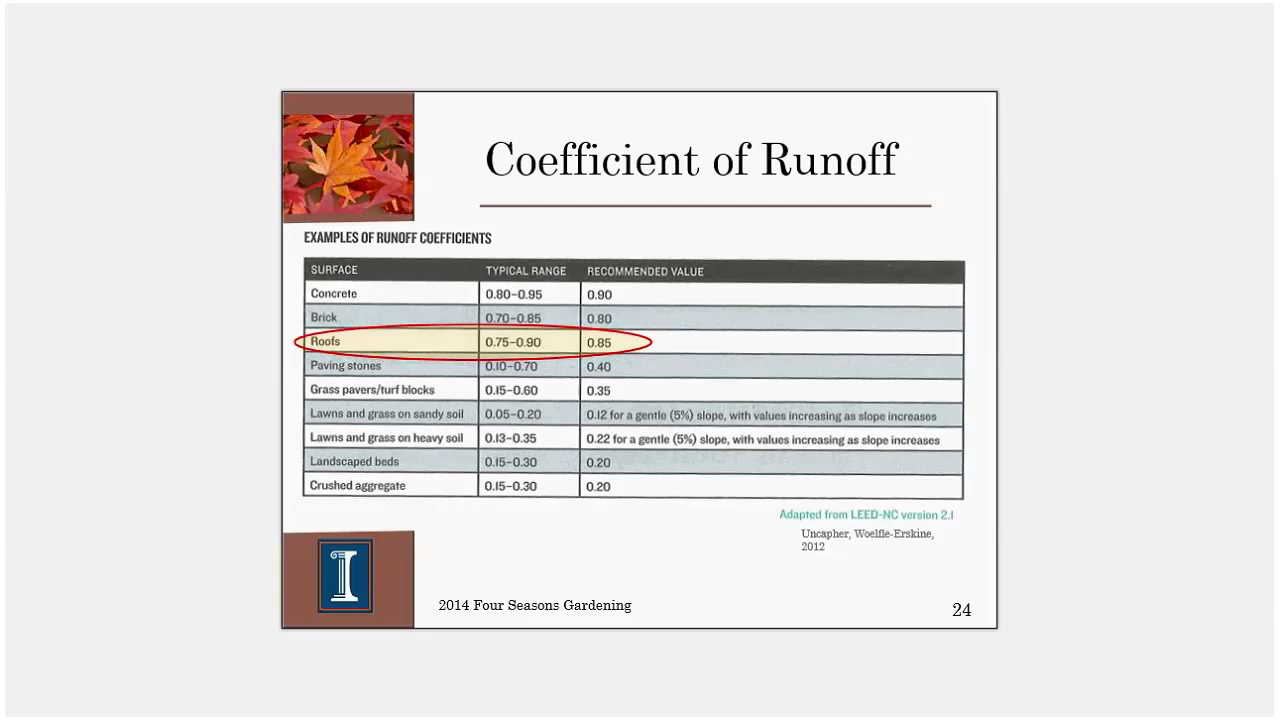 Coefficient of Runoff
EXAMPLES OF RUNOFF COEFFICIENTS
SURFACE TYPICAL RANGE RECOMMENDED VALUE
Concrete 0.80–0.95 0.90
Brick 0.70–0.85 0.80
Roofs 0.75–0.90 0.85
Paving stones 0.10–0.70 0.40
Grass pavers/turf blocks 0.15–0.60 0.35
Lawns and grass on sandy soil 0.05–0.20 0.12 for a gentle (5%) slope, with values increasing as slope increases
Lawns and grass on heavy soil 0.13–0.35 0.22 for a gentle (5%) slope, with values increasing as slope increases
Landscaped beds 0.15–0.30 0.20
Crushed aggregate 0.15–0.30 0.20
Adapted from LEED-NC version 2.1
Uncapher, Woelfle-Erskine,
2012
I
2014 Four Seasons Gardening
24